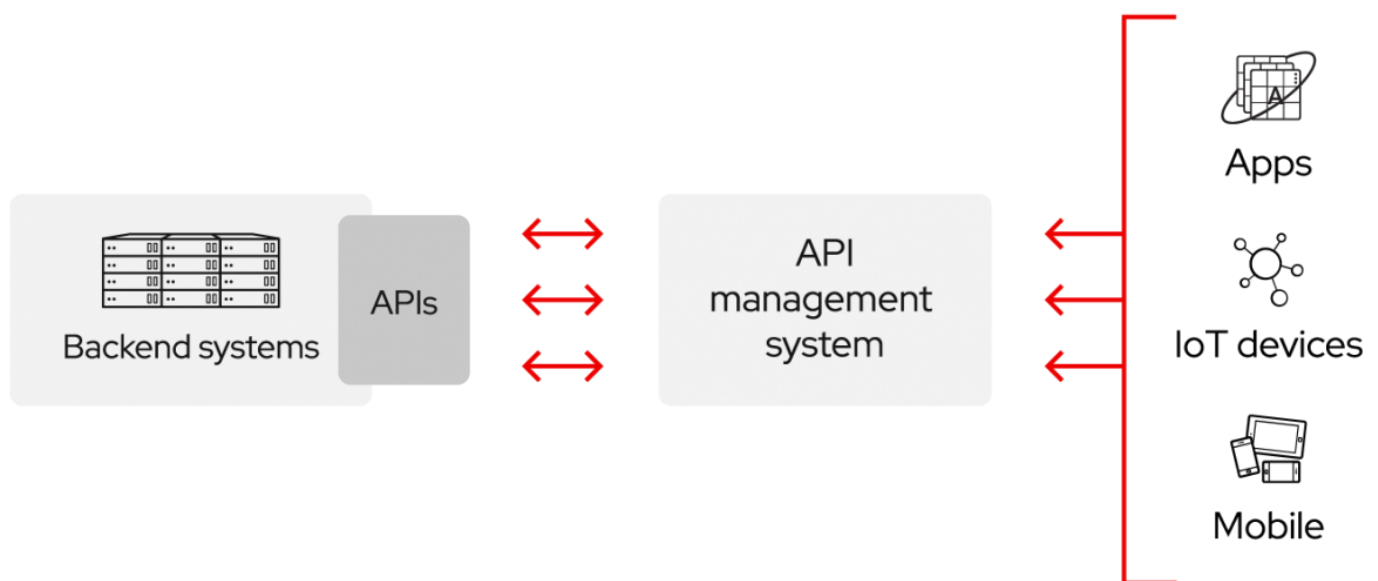 Backend systems
APIs
API
management
system
A
Apps
IoT devices
Mobile